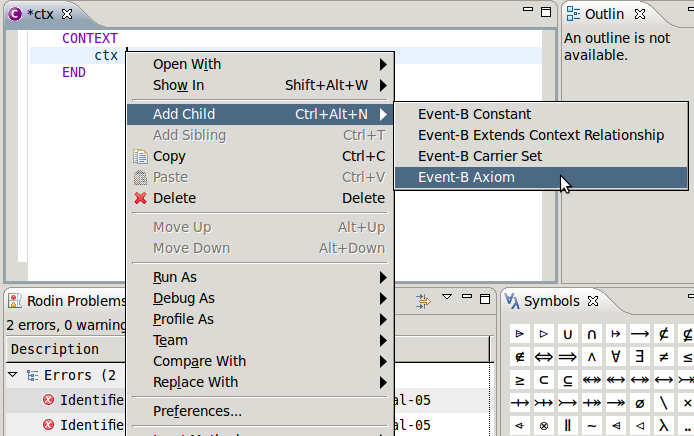 *ctx
Outlin
CONTEXT
ctx
END
An outline is not
available.
Open With
Show In Shift+Alt+W
Add Child Ctrl+Alt+N
Add Sibling Ctrl+T
Copy Ctrl+C
Paste Ctrl+V
Delete Delete
Move Up Alt+Up
Move Down Alt+Down
Run As
Debug As
Profile As
Team
Compare With
Replace With
Preferences...
Event-B Constant
Event-B Extends Context Relationship
Event-B Carrier Set
Event-B Axiom
Rodin Problems
2 errors, 0 warning
Description
Errors (2
Identifie al-05
Identifie al-05
Symbols